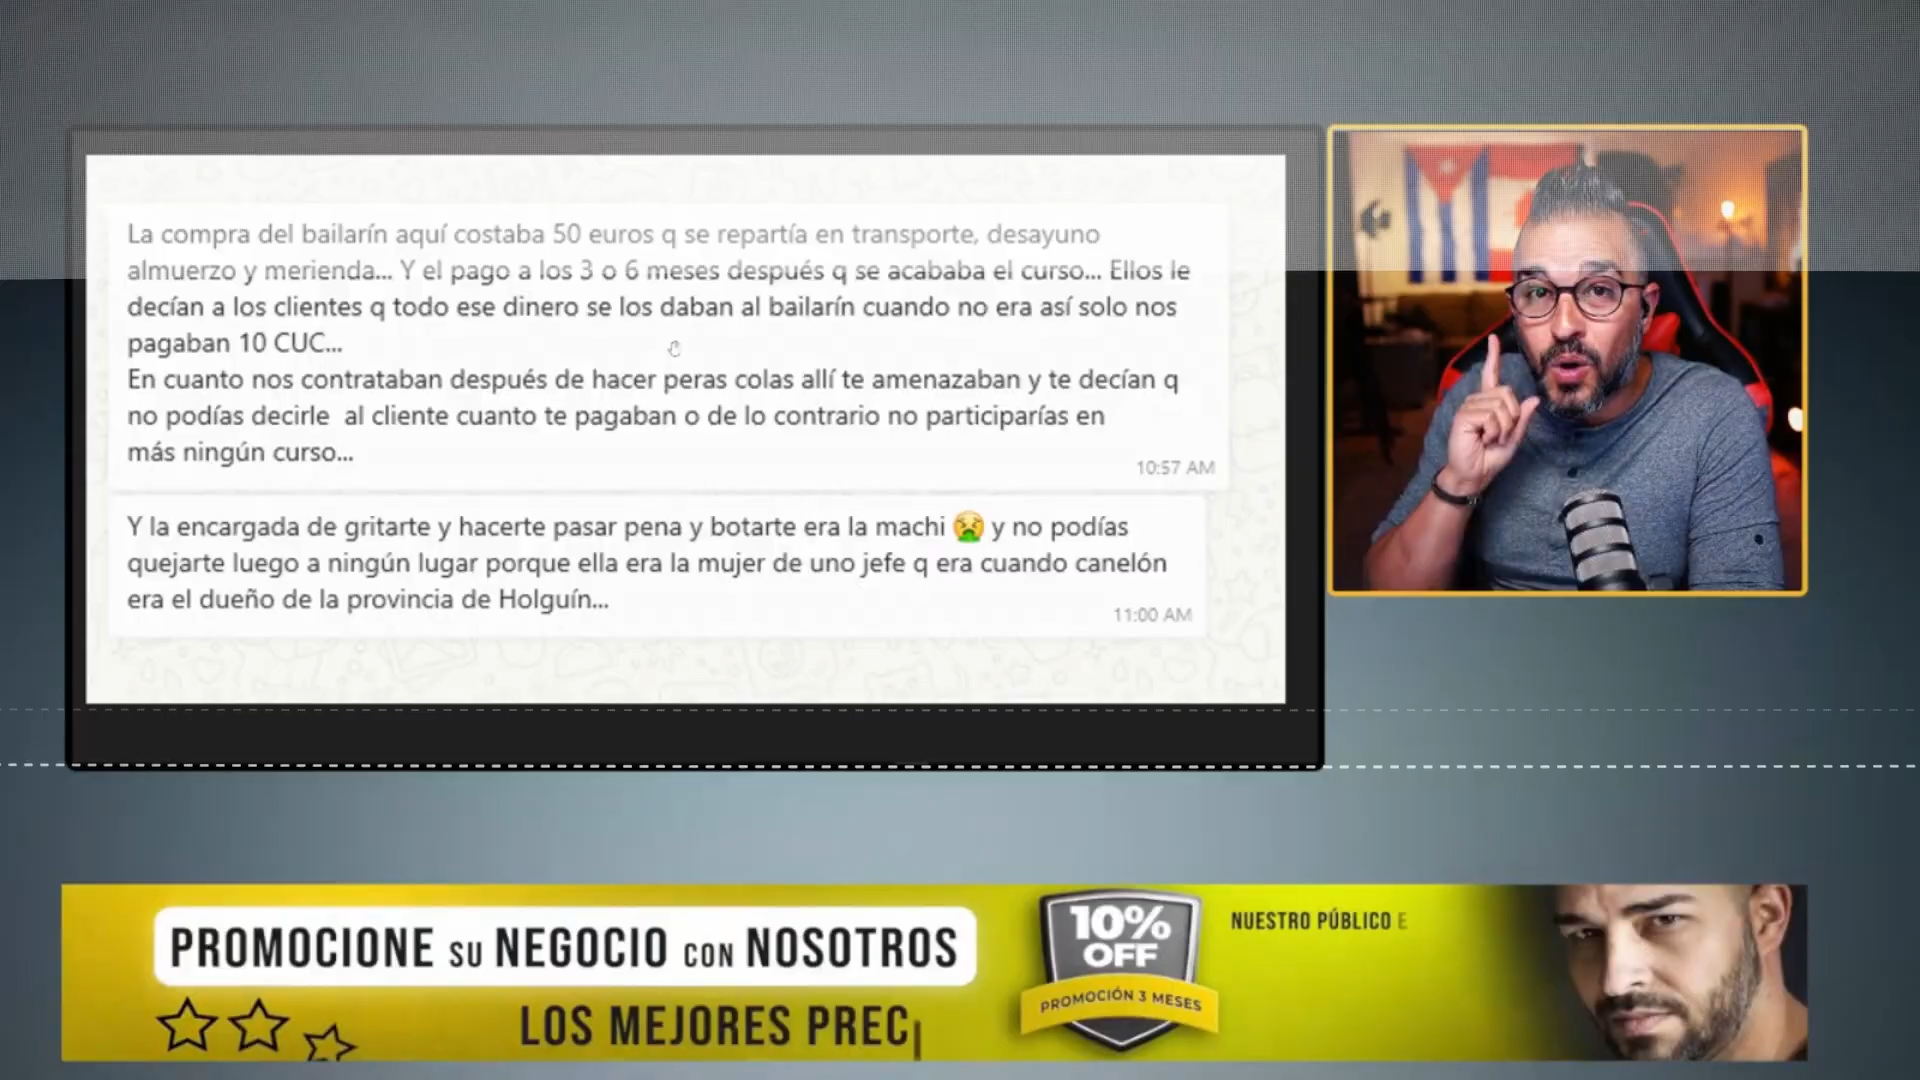 La compra del bailarín aquí costaba 50 euros q se repartía en transporte, desayuno
almuerzo y merienda... Y el pago a los 3 o 6 meses después q se acababa el curso... Ellos le
decían a los clientes q todo ese dinero se los daban al bailarín cuando no era así solo nos
pagaban 10 CUC...
En cuanto nos contrataban después de hacer peras colas allí te amenazaban y te decían q
no podías decirle al cliente cuanto te pagaban o de lo contrario no participarías en
más ningún curso...
10:57 AM
Y la encargada de gritarte y hacerte pasar pena y botarte era la machi 🤮 y no podías
quejarte luego a ningún lugar porque ella era la mujer de uno jefe q era cuando canelón
era el dueño de la provincia de Holguín...
11:00 AM
PROMOCIONE SU NEGOCIO CON NOSOTROS
LOS MEJORES PREC
10%
OFF
PROMOCIÓN 3 MESES
NUESTRO PÚBLICO E